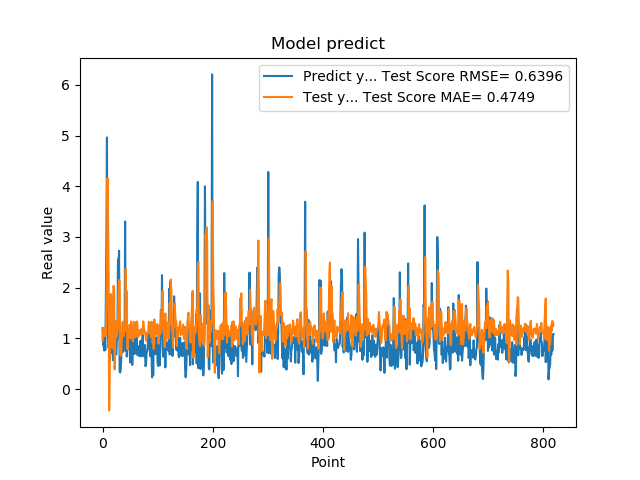 Model predict
Predict y... Test Score RMSE= 0.6396
Test y... Test Score MAE= 0.4749
Real value
6
5
4
3
2
1
0
0 200 400 600 800
Point